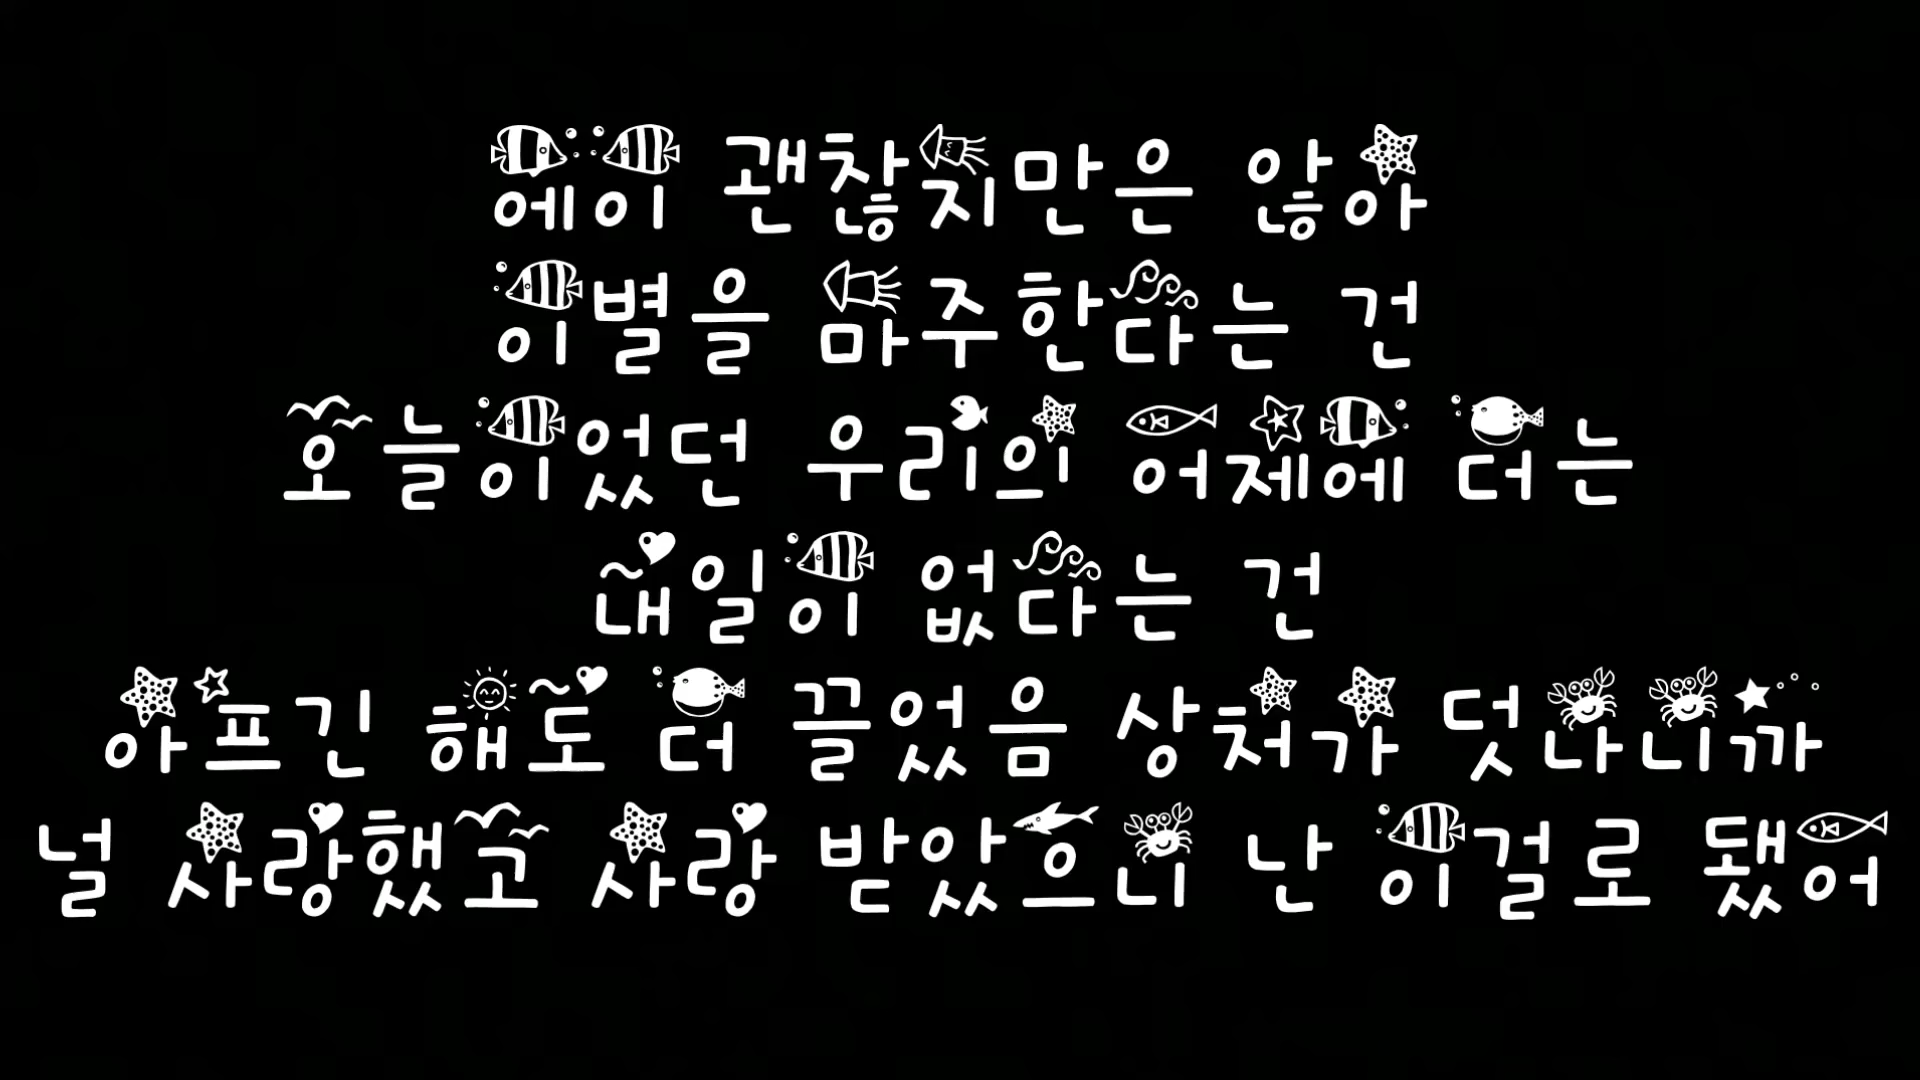 에이 괜찮지만은 않아
이별을 마주한다는 건
오늘이었던 우리의 어제에 더는
내일이 없다는 건
아프긴 해도 더 끌었음 상처가 덧나니까
널 사랑했고 사랑 받았으니 난 이걸로 됐어